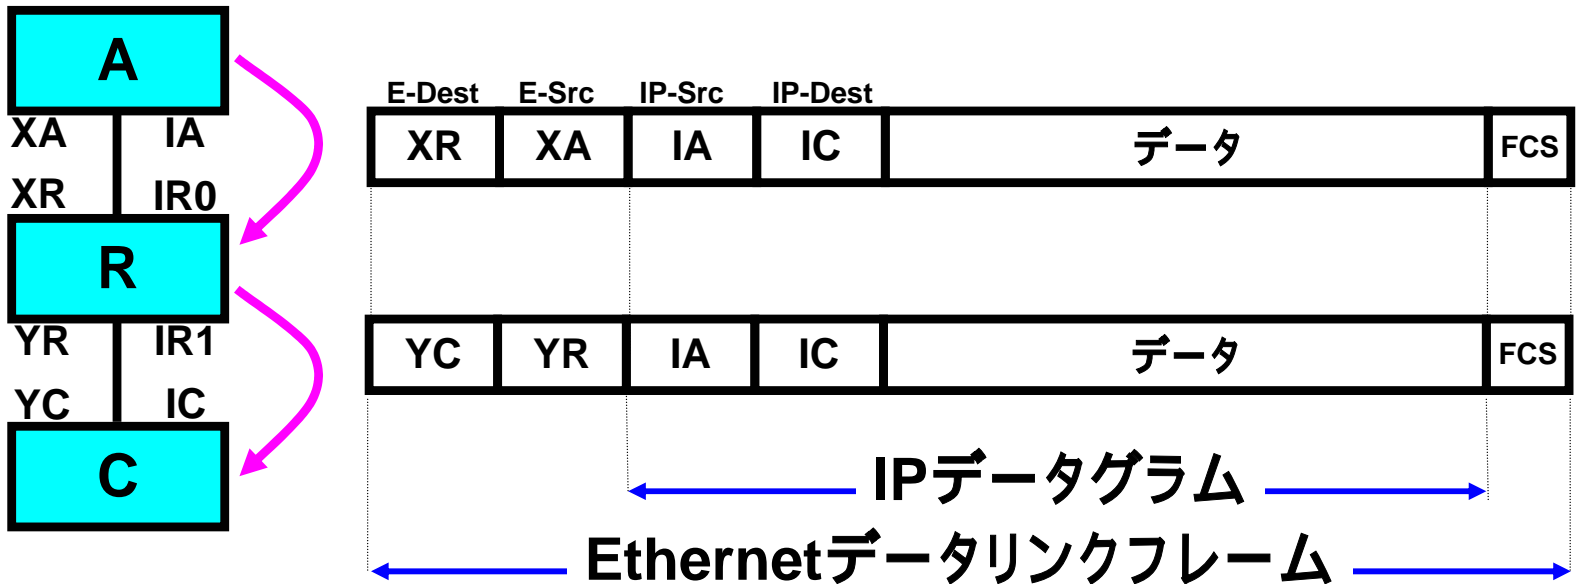 A
XA IA
XR IR0
R
YR IR1
YC IC
C
E-Dest E-Src IP-Src IP-Dest
XR XA IA IC データ FCS
YC YR IA IC データ FCS
IPデータグラム
Ethernetデータリンクフレーム